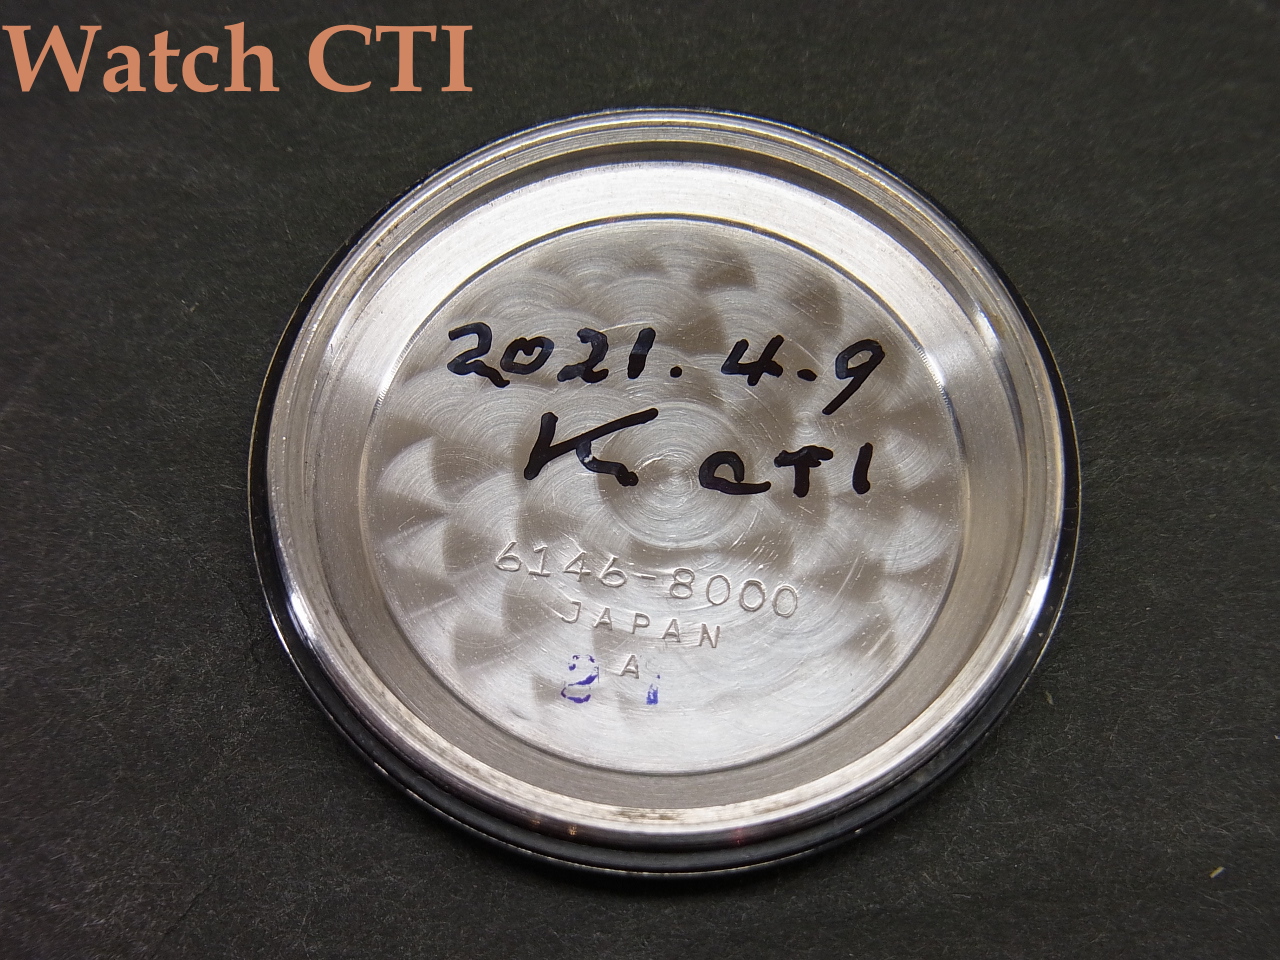 Watch CTI
2021.4.9
K CTI
6146-8000
JAPAN
A